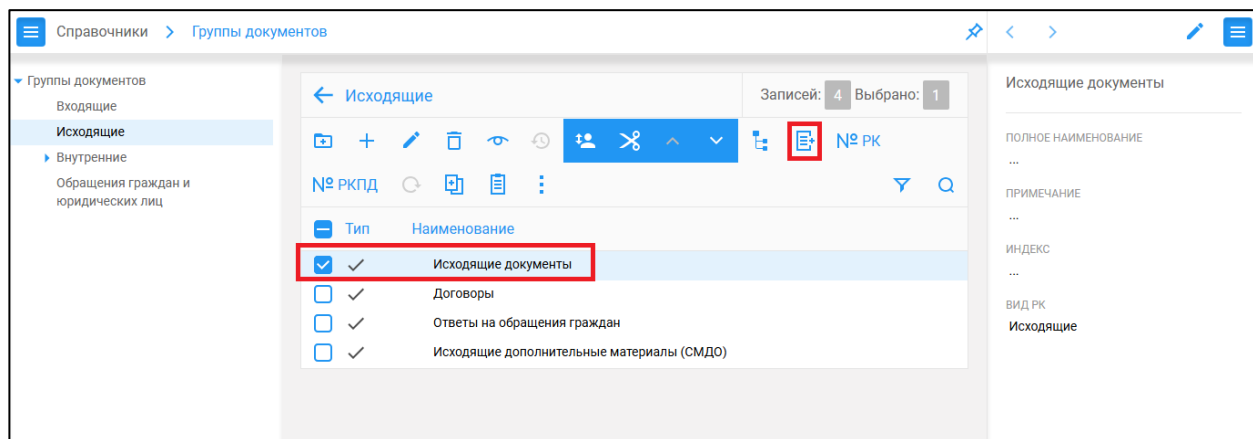 Справочники > Группы документов
Группы документов
Входящие
Исходящие
Внутренние
Обращения граждан и
юридических лиц
Исходящие
Записей: 4 Выбрано: 1
№ РК
№ РКПД
Тип Наименование
Исходящие документы
Договоры
Ответы на обращения граждан
Исходящие дополнительные материалы (СМДО)
Исходящие документы
ПОЛНОЕ НАИМЕНОВАНИЕ
...
ПРИМЕЧАНИЕ
...
ИНДЕКС
...
ВИД РК
Исходящие